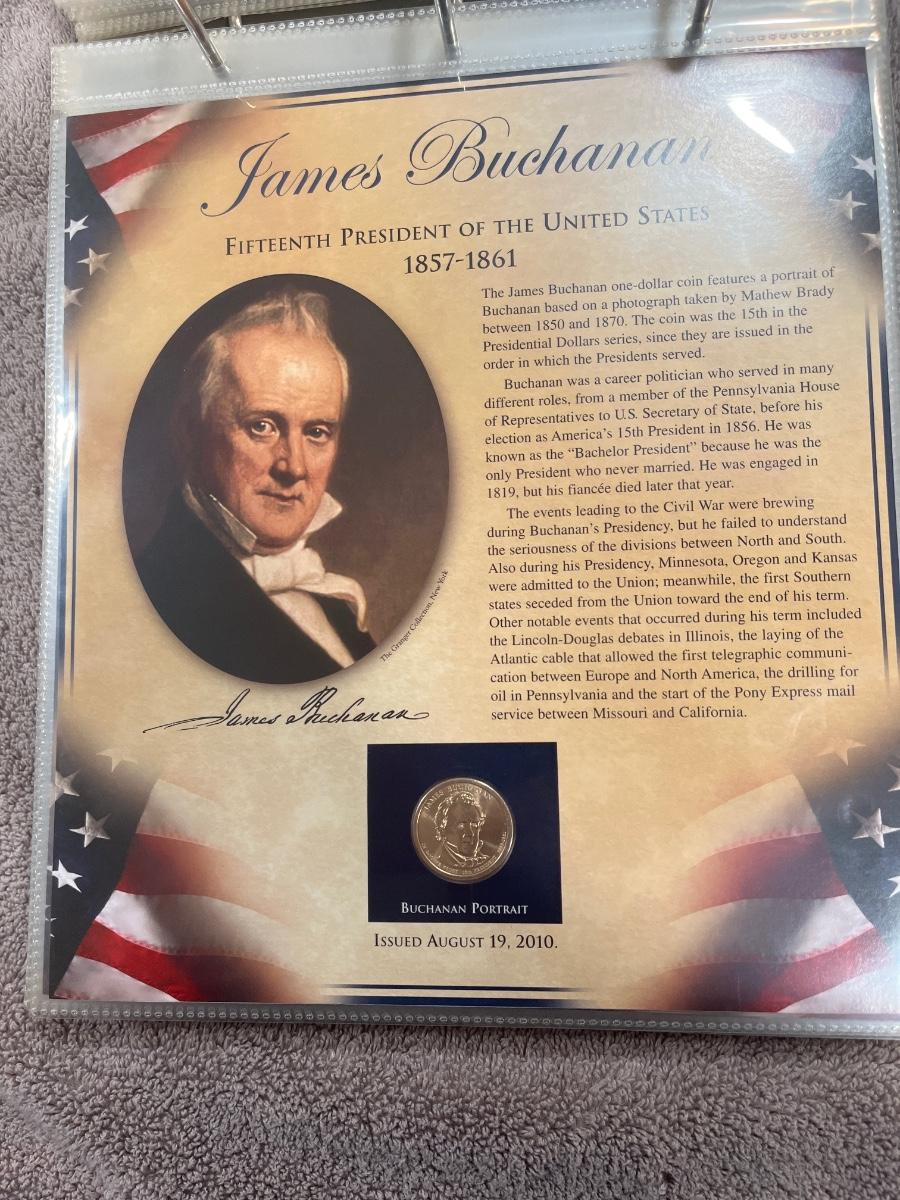 James Buchanan
Fifteenth President of the United States
1857-1861
The James Buchanan one-dollar coin features a portrait of
Buchanan based on a photograph taken by Mathew Brady
between 1850 and 1870. The coin was the 15th in the
Presidential Dollars series, since they are issued in the
order in which the Presidents served.
Buchanan was a career politician who served in many
different roles, from a member of the Pennsylvania House
of Representatives to U.S. Secretary of State, before his
election as America's 15th President in 1856. He was
known as the “Bachelor President” because he was the
only President who never married. He was engaged in
1819, but his fiancée died later that year.
The events leading to the Civil War were brewing
during Buchanan's Presidency, but he failed to understand
the seriousness of the divisions between North and South.
Also during his Presidency, Minnesota, Oregon and Kansas
were admitted to the Union; meanwhile, the first Southern
states seceded from the Union toward the end of his term.
Other notable events that occurred during his term included
the Lincoln-Douglas debates in Illinois, the laying of the
Atlantic cable that allowed the first telegraphic communi-
cation between Europe and North America, the drilling for
oil in Pennsylvania and the start of the Pony Express mail
service between Missouri and California.
The Granger Collection, New York
James Buchanan
JAMES BUCHANAN
Buchanan Portrait
Issued August 19, 2010.